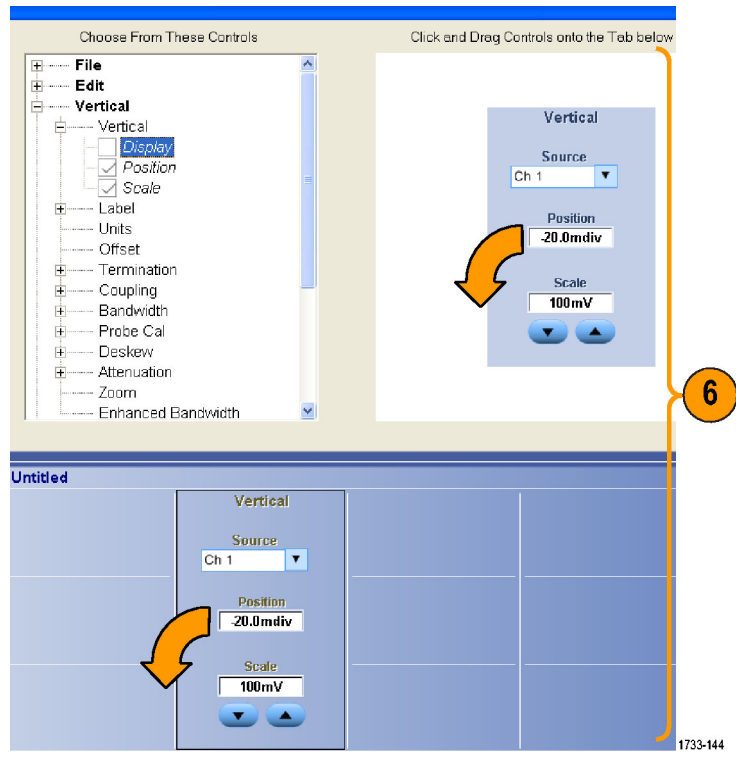 Choose From These Controls
Click and Drag Controls onto the Tab below
File
Edit
Vertical
Vertical
Display
Position
Scale
Label
Units
Offset
Termination
Coupling
Bandwidth
Probe Cal
Deskew
Attenuation
Zoom
Enhanced Bandwidth
Vertical
Source
Ch 1
Position
-20.0mdiv
Scale
100mV
6
Untitled
Vertical
Source
Ch 1
Position
-20.0mdiv
Scale
100mV
1733-144